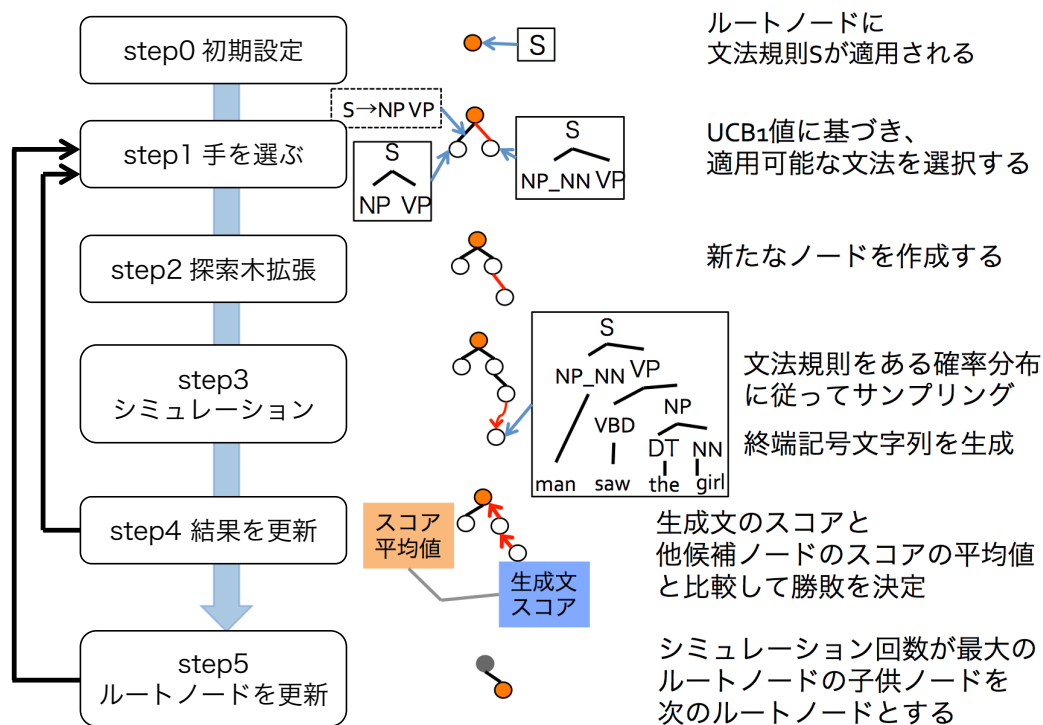 step0 初期設定
S
ルートノードに
文法規則Sが適用される
step1 手を選ぶ
S→NP VP
S
NP VP
S
NP_NN VP
UCB1値に基づき、
適用可能な文法を選択する
step2 探索木拡張
新たなノードを作成する
step3
シミュレーション
S
NP_NN VP
NP
VBD
DT NN
man saw the girl
文法規則をある確率分布
に従ってサンプリング
終端記号文字列を生成
step4 結果を更新
スコア
平均値
生成文
スコア
生成文のスコアと
他候補ノードのスコアの平均値
と比較して勝敗を決定
step5
ルートノードを更新
シミュレーション回数が最大の
ルートノードの子供ノードを
次のルートノードとする